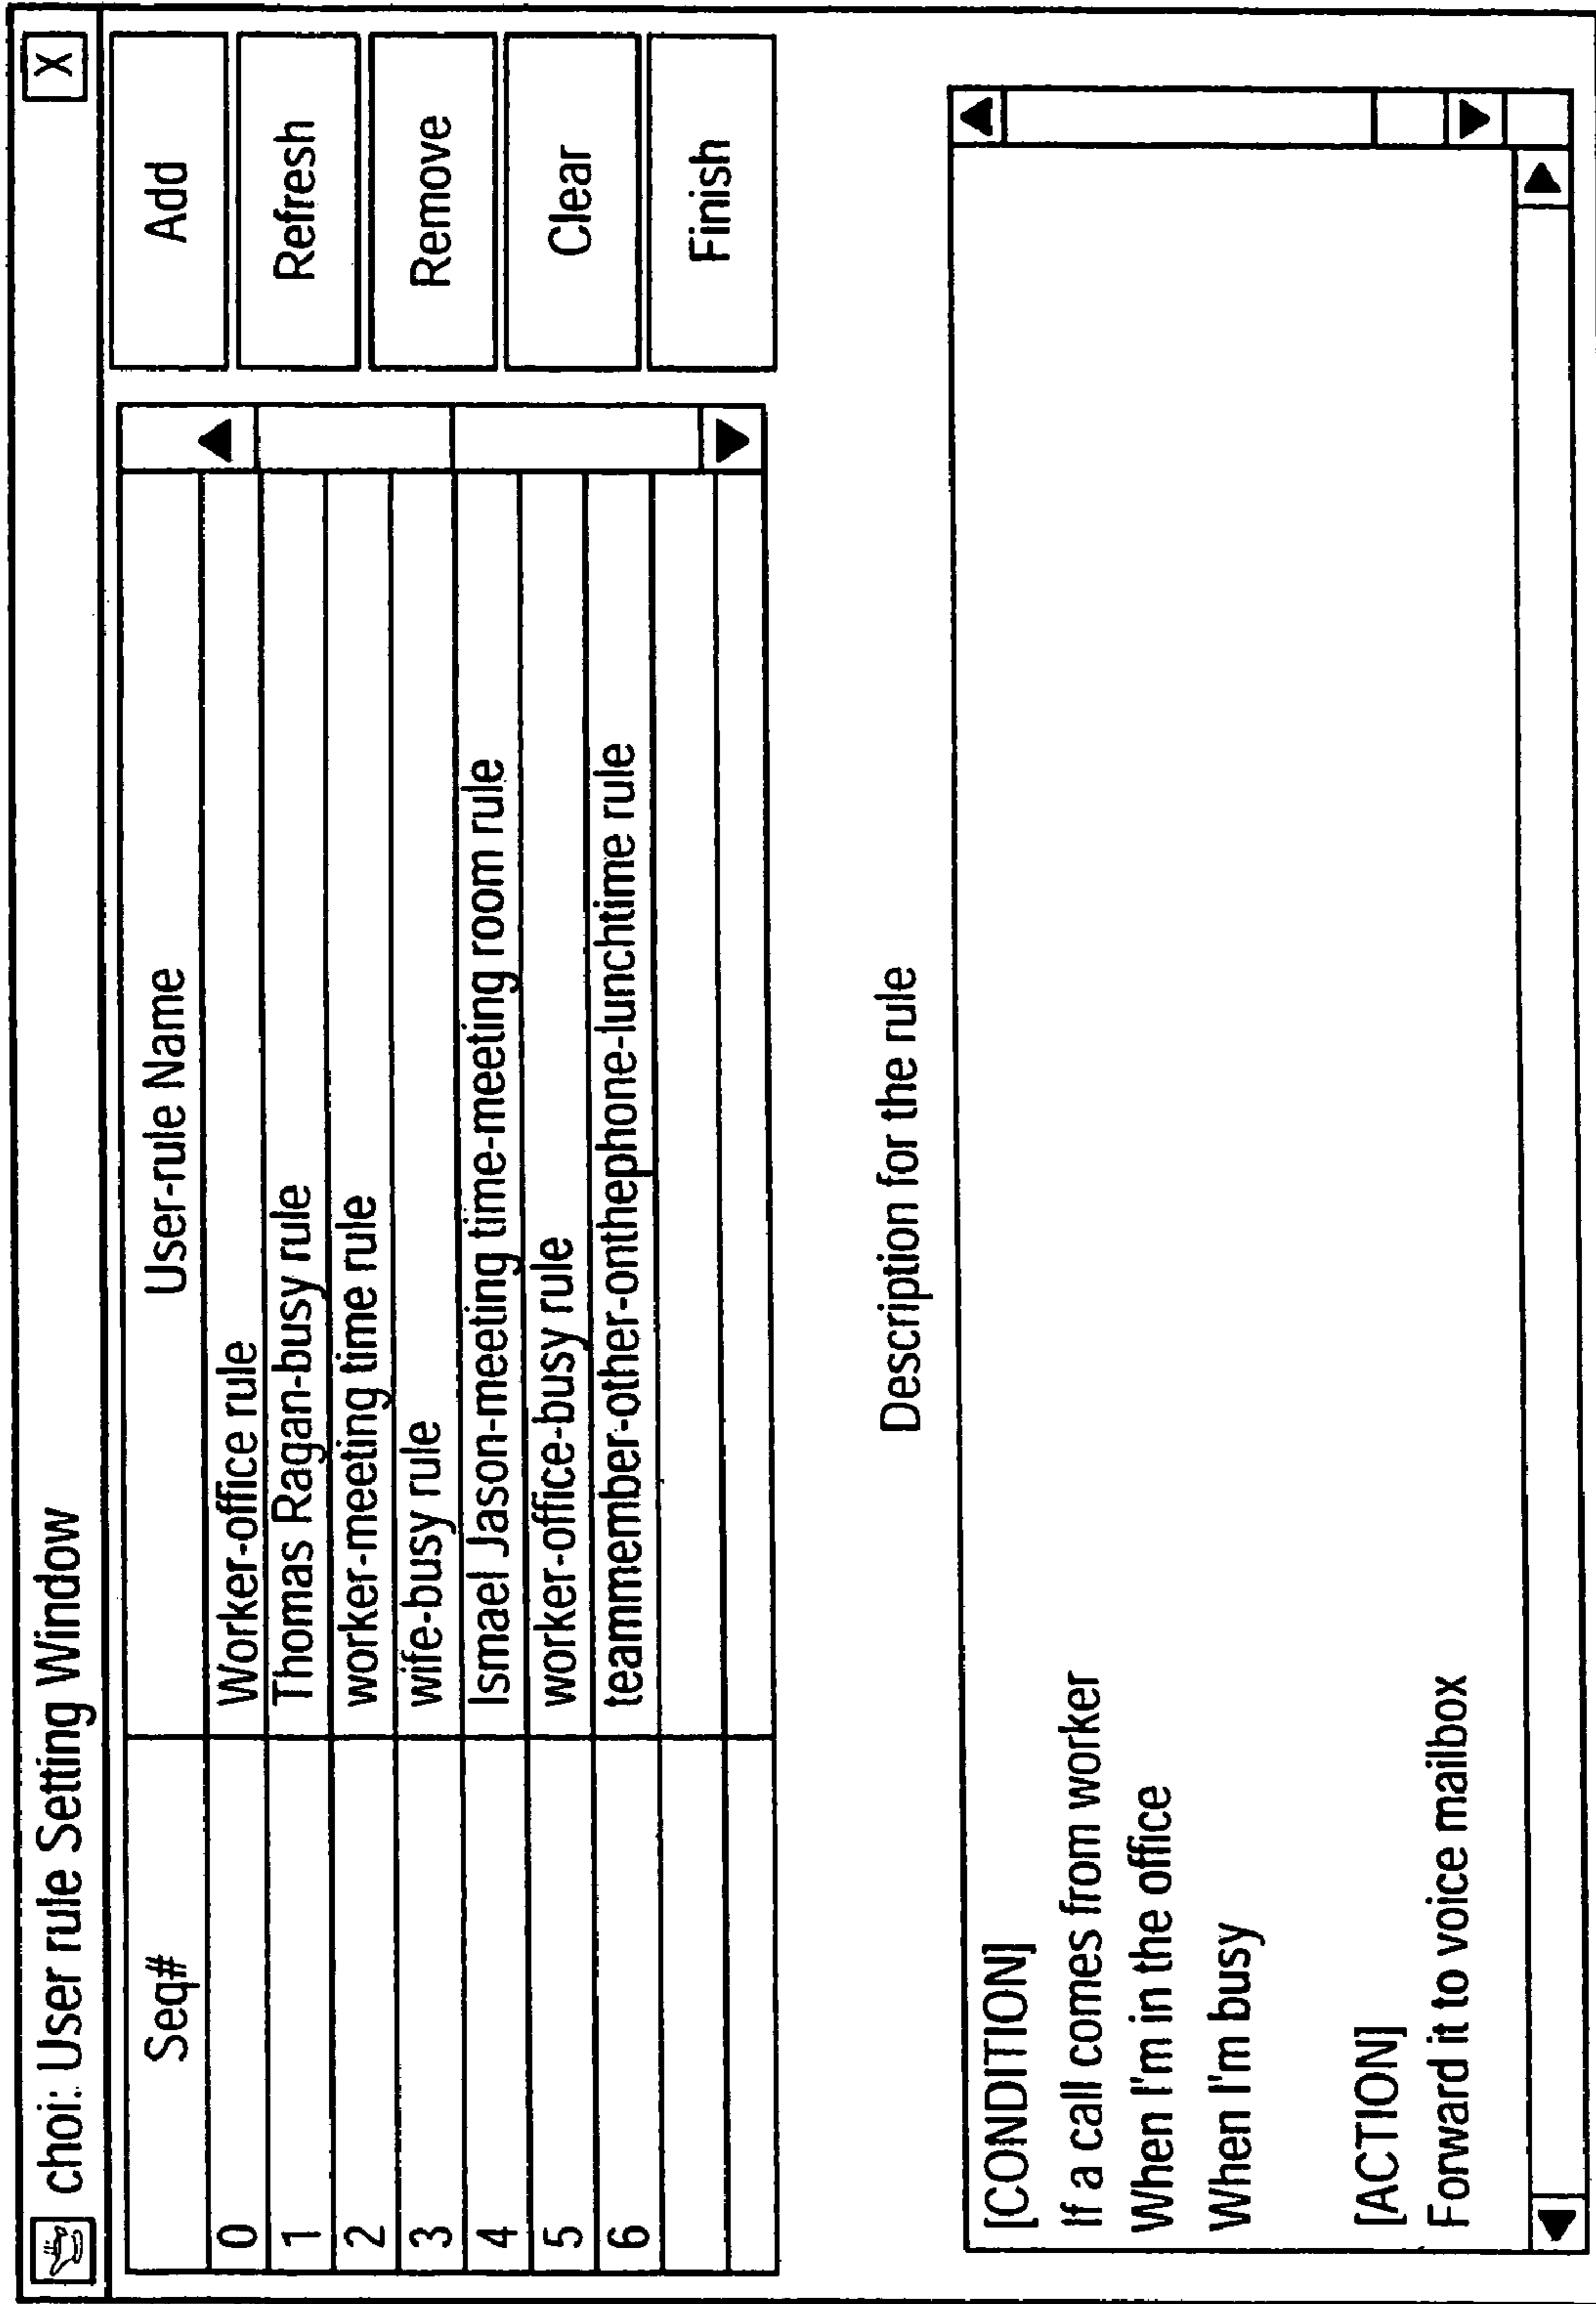 choi: User rule Setting Window X
Seq# User-rule Name
0 Worker-office rule
1 Thomas Ragan-busy rule
2 worker-meeting time rule
3 wife-busy rule
4 Ismael Jason-meeting time-meeting room rule
5 worker-office-busy rule
6 teammember-other-onthephone-lunchtime rule
Add
Refresh
Remove
Clear
Finish
Description for the rule
[CONDITION]
If a call comes from worker
When I'm in the office
When I'm busy
[ACTION]
Forward it to voice mailbox